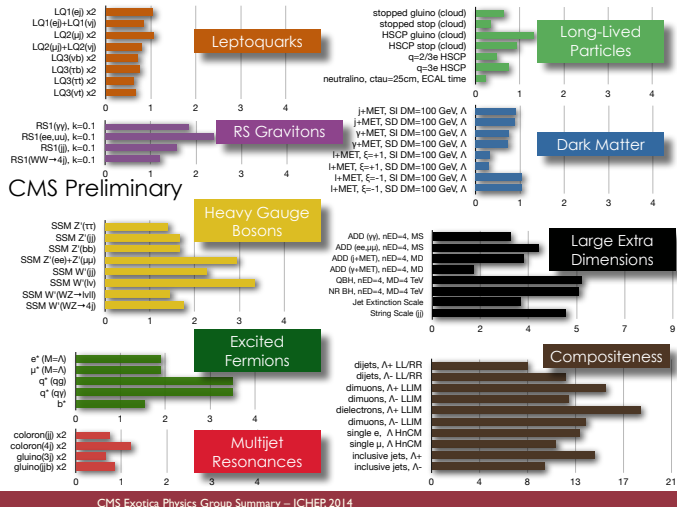 LQ1(ej) x2
LQ1(ej)+LQ1(νj)
LQ2(μj) x2
LQ2(μj)+LQ2(νj)
LQ3(νb) x2
LQ3(τb) x2
LQ3(τt) x2
LQ3(vt) x2
0 1 2 3 4
Leptoquarks
RS1(γγ), k=0.1
RS1(ee,uu), k=0.1
RS1(jj), k=0.1
RS1(WW→4j), k=0.1
0 1 2 3 4
RS Gravitons
CMS Preliminary
SSM Z'(ττ)
SSM Z'(jj)
SSM Z'(bb)
SSM Z'(ee)+Z'(μμ)
SSM W'(jj)
SSM W'(lv)
SSM W'(WZ→lvll)
SSM W'(WZ→4j)
0 1 2 3 4
Heavy Gauge
Bosons
e* (M=Λ)
μ* (M=Λ)
q* (qg)
q* (qγ)
b*
0 1 2 3 4
Excited
Fermions
coloron(jj) x2
coloron(4j) x2
gluino(3j) x2
gluino(jjb) x2
0 1 2 3 4
Multijet
Resonances
stopped gluino (cloud)
stopped stop (cloud)
HSCP gluino (cloud)
HSCP stop (cloud)
q=2/3e HSCP
q=3e HSCP
neutralino, ctau=25cm, ECAL time
0 1 2 3 4
Long-Lived
Particles
j+MET, SI DM=100 GeV, Λ
j+MET, SD DM=100 GeV, Λ
γ+MET, SI DM=100 GeV, Λ
γ+MET, SD DM=100 GeV, Λ
l+MET, ξ=+1, SI DM=100 GeV, Λ
l+MET, ξ=+1, SD DM=100 GeV, Λ
l+MET, ξ=-1, SI DM=100 GeV, Λ
l+MET, ξ=-1, SD DM=100 GeV, Λ
0 1 2 3 4
Dark Matter
ADD (γγ), nED=4, MS
ADD (ee,μμ), nED=4, MS
ADD (j+MET), nED=4, MD
ADD (γ+MET), nED=4, MD
QBH, nED=4, MD=4 TeV
NR BH, nED=4, MD=4 TeV
Jet Extinction Scale
String Scale (jj)
0 2 4 5 7 9
Large Extra
Dimensions
dijets, Λ+ LL/RR
dijets, Λ- LL/RR
dimuons, Λ+ LLIM
dimuons, Λ- LLIM
dielectrons, Λ+ LLIM
dimuons, Λ- LLIM
single e, Λ HnCM
single μ, Λ HnCM
inclusive jets, Λ+
inclusive jets, Λ-
0 4 8 13 17 21
Compositeness
CMS Exotica Physics Group Summary – ICHEP, 2014